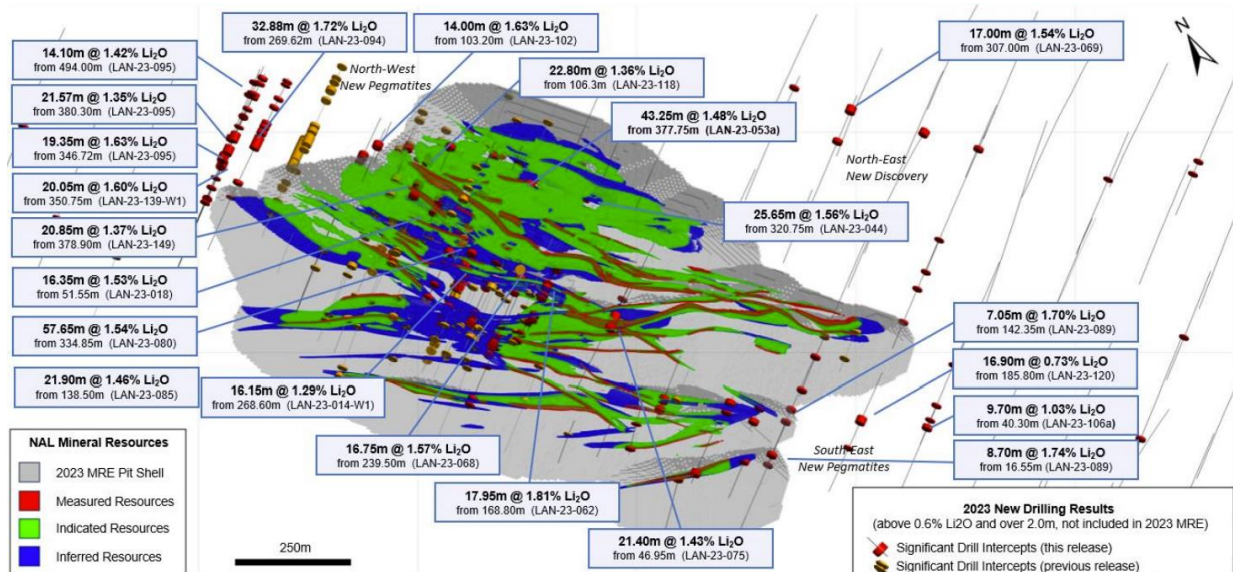 32.88m @ 1.72% Li₂O
from 269.62m (LAN-23-094)
14.00m @ 1.63% Li₂O
from 103.20m (LAN-23-102)
17.00m @ 1.54% Li₂O
from 307.00m (LAN-23-069)
N
14.10m @ 1.42% Li₂O
from 494.00m (LAN-23-095)
North-West
New Pegmatites
22.80m @ 1.36% Li₂O
from 106.3m (LAN-23-118)
21.57m @ 1.35% Li₂O
from 380.30m (LAN-23-095)
43.25m @ 1.48% Li₂O
from 377.75m (LAN-23-053a)
19.35m @ 1.63% Li₂O
from 346.72m (LAN-23-095)
North-East
New Discovery
20.05m @ 1.60% Li₂O
from 350.75m (LAN-23-139-W1)
25.65m @ 1.56% Li₂O
from 320.75m (LAN-23-044)
20.85m @ 1.37% Li₂O
from 378.90m (LAN-23-149)
16.35m @ 1.53% Li₂O
from 51.55m (LAN-23-018)
57.65m @ 1.54% Li₂O
from 334.85m (LAN-23-080)
7.05m @ 1.70% Li₂O
from 142.35m (LAN-23-089)
16.90m @ 0.73% Li₂O
from 185.80m (LAN-23-120)
21.90m @ 1.46% Li₂O
from 138.50m (LAN-23-085)
16.15m @ 1.29% Li₂O
from 268.60m (LAN-23-014-W1)
9.70m @ 1.03% Li₂O
from 40.30m (LAN-23-106a)
16.75m @ 1.57% Li₂O
from 239.50m (LAN-23-068)
South-East
New Pegmatites
8.70m @ 1.74% Li₂O
from 16.55m (LAN-23-089)
17.95m @ 1.81% Li₂O
from 168.80m (LAN-23-062)
21.40m @ 1.43% Li₂O
from 46.95m (LAN-23-075)
NAL Mineral Resources
2023 MRE Pit Shell
Measured Resources
Indicated Resources
Inferred Resources
250m
2023 New Drilling Results
(above 0.6% Li2O and over 2.0m, not included in 2023 MRE)
Significant Drill Intercepts (this release)
Significant Drill Intercepts (previous release)